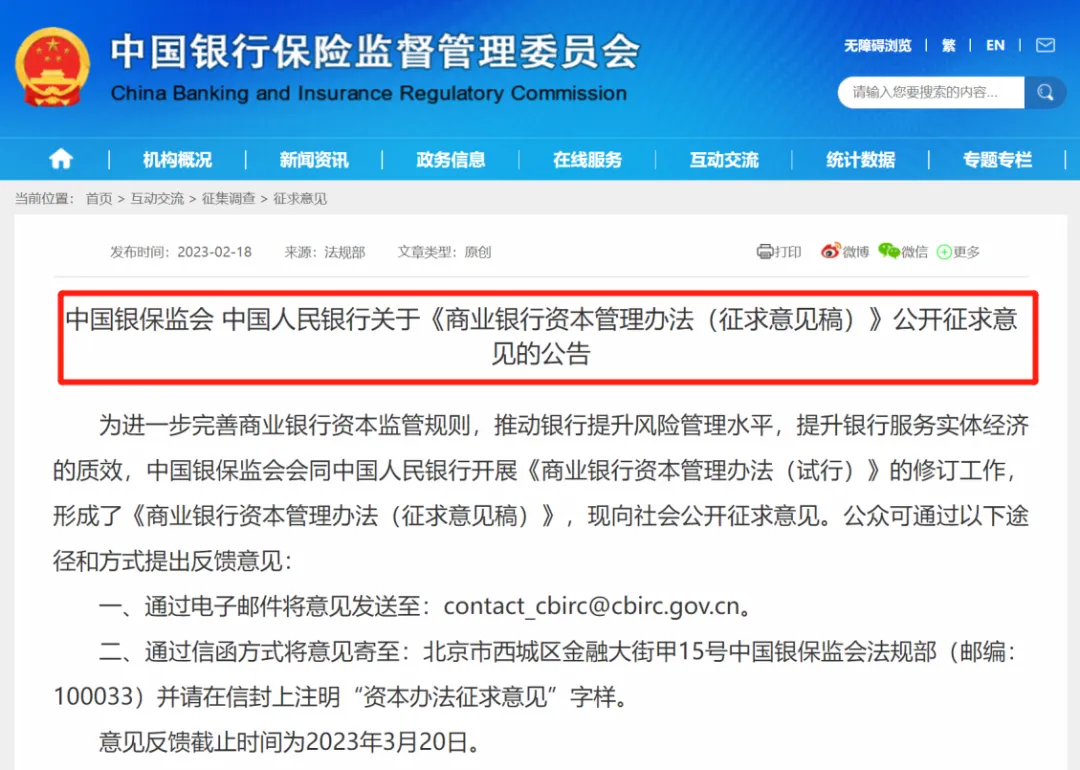 中国银行保险监督管理委员会
China Banking and Insurance Regulatory Commission
无障碍浏览 | 繁 | EN |
请输入您要搜索的内容...
机构概况 | 新闻资讯 | 政务信息 | 在线服务 | 互动交流 | 统计数据 | 专题专栏
当前位置： 首页 > 互动交流 > 征集调查 > 征求意见
发布时间：2023-02-18 来源：法规部 文章类型：原创 打印 微博 微信 更多
中国银保监会 中国人民银行关于《商业银行资本管理办法（征求意见稿）》公开征求意
见的公告
为进一步完善商业银行资本监管规则，推动银行提升风险管理水平，提升银行服务实体经济
的质效，中国银保监会会同中国人民银行开展《商业银行资本管理办法（试行）》的修订工作，
形成了《商业银行资本管理办法（征求意见稿）》，现向社会公开征求意见。公众可通过以下途
径和方式提出反馈意见：
一、通过电子邮件将意见发送至：contact_cbirc@cbirc.gov.cn。
二、通过信函方式将意见寄至：北京市西城区金融大街甲15号中国银保监会法规部（邮编：
100033）并请在信封上注明“资本办法征求意见”字样。
意见反馈截止时间为2023年3月20日。